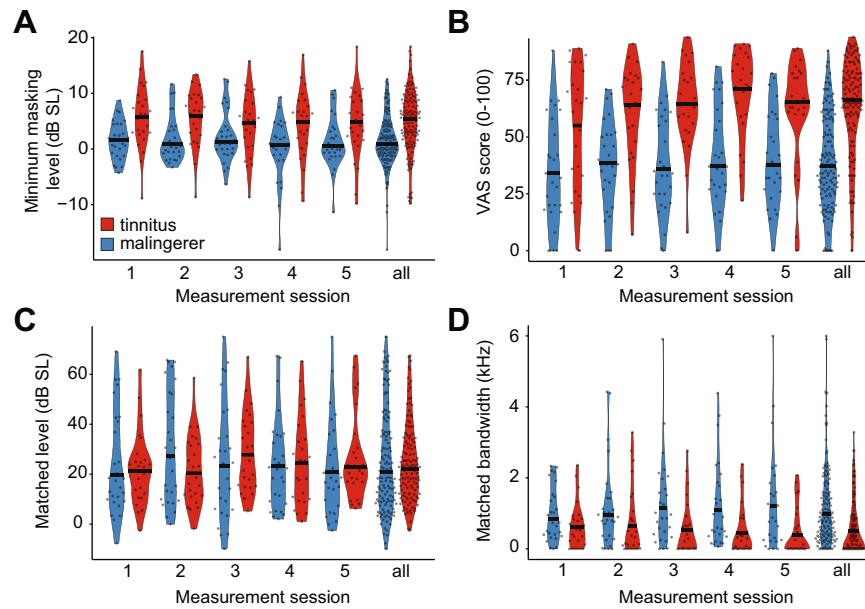 A
Minimum masking
level (dB SL)
20
10
0
−10
tinnitus
malingerer
1 2 3 4 5 all
Measurement session
B
VAS score (0-100)
75
50
25
0
1 2 3 4 5 all
Measurement session
C
Matched level (dB SL)
60
40
20
0
1 2 3 4 5 all
Measurement session
D
Matched bandwidth (kHz)
6
4
2
0
1 2 3 4 5 all
Measurement session